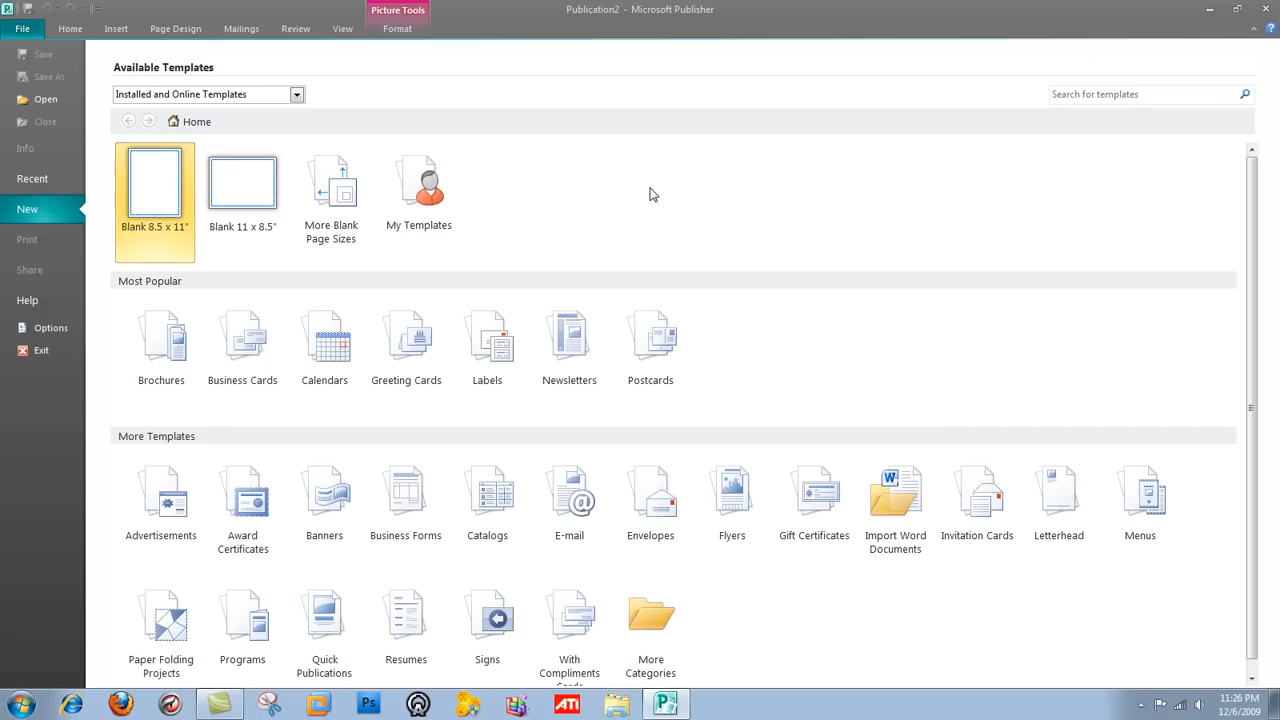 Picture Tools
Publication2 - Microsoft Publisher
File Home Insert Page Design Mailings Review View Format
Save
Save As
Open
Close
Info
Recent
New
Print
Share
Help
Options
Exit
Available Templates
Installed and Online Templates
Search for templates
Home
Blank 8.5 x 11"
Blank 11 x 8.5"
More Blank
Page Sizes
My Templates
Most Popular
Brochures
Business Cards
Calendars
Greeting Cards
Labels
Newsletters
Postcards
More Templates
Advertisements
Award
Certificates
Banners
Business Forms
Catalogs
E-mail
Envelopes
Flyers
Gift Certificates
Import Word
Documents
Invitation Cards
Letterhead
Menus
Paper Folding
Projects
Programs
Quick
Publications
Resumes
Signs
With
Compliments
Cards
More
Categories
Ps
ATI
11:26 PM
12/6/2009